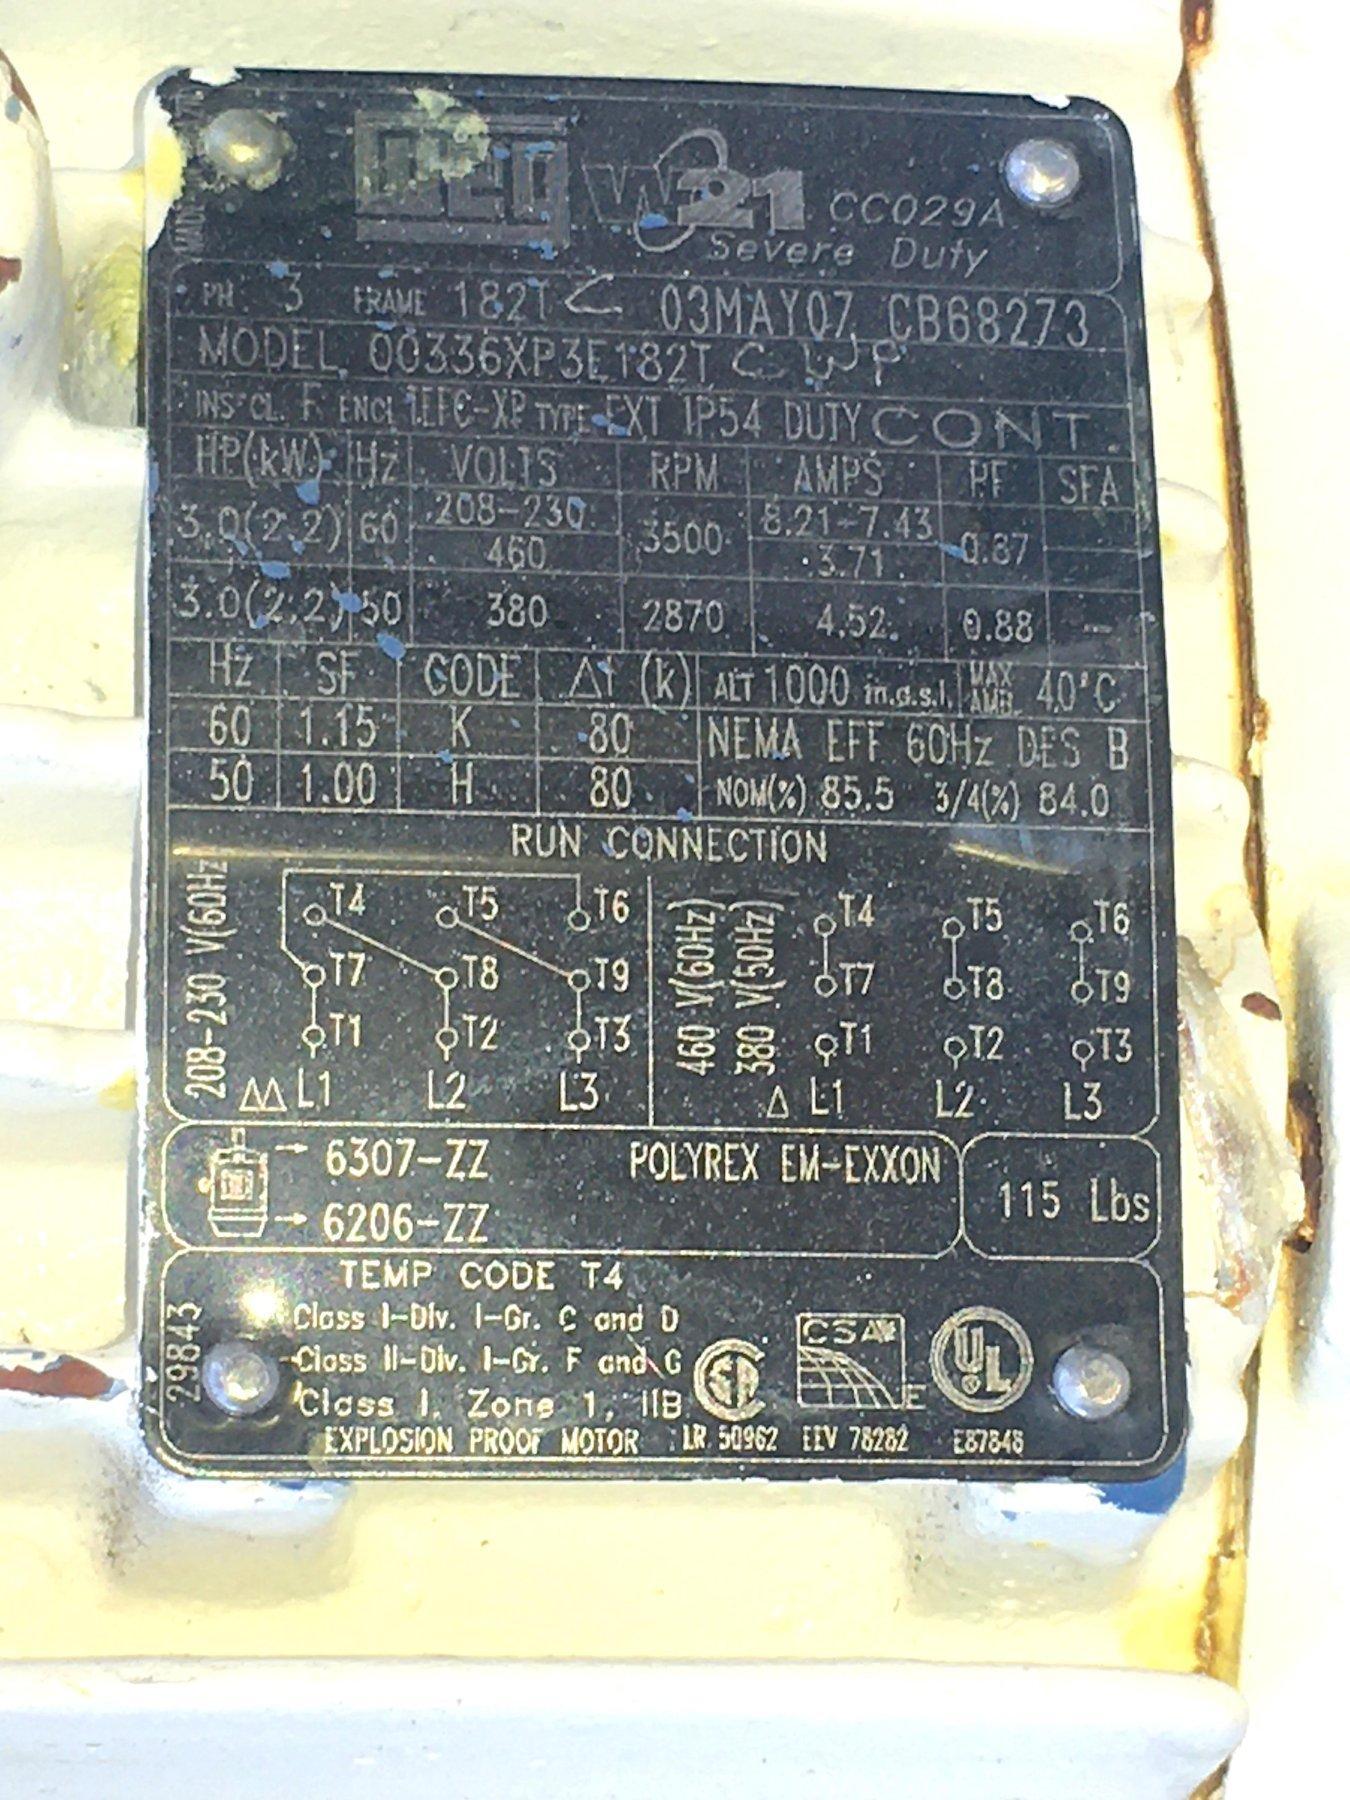 WEG W21 CC029A
Severe Duty
PH 3 FRAME 182T C 03MAY07 CB68273
MODEL 00336XP3E182T C W P
INS CL. F ENCL TEFC-XP TYPE EXT IP54 DUTY CONT.
HP(kW) Hz VOLTS RPM AMPS PF SFA
3.0(2.2) 60 208-230 3500 8.21-7.43 0.87
460 3.71
3.0(2.2) 50 380 2870 4.52 0.88 —
Hz SF CODE Δt (k) ALT 1000 m.a.s.l. MAX AMB. 40°C
60 1.15 K 80 NEMA EFF 60Hz DES B
50 1.00 H 80 NOM(%) 85.5 3/4(%) 84.0
RUN CONNECTION
208-230 V(60Hz)
T4 T5 T6
T7 T8 T9
T1 T2 T3
ΔΔ L1 L2 L3
460 V(60Hz)
380 V(50Hz)
T4 T5 T6
T7 T8 T9
T1 T2 T3
Δ L1 L2 L3
6307-ZZ POLYREX EM-EXXON
6206-ZZ
115 Lbs
TEMP CODE T4
Class I-Div. I-Gr. C and D
Class II-Div. I-Gr. F and G
Class I, Zone 1, IIB
EXPLOSION PROOF MOTOR
29843
LR 50962
CSA
E
EEV 78282
UL
E87848